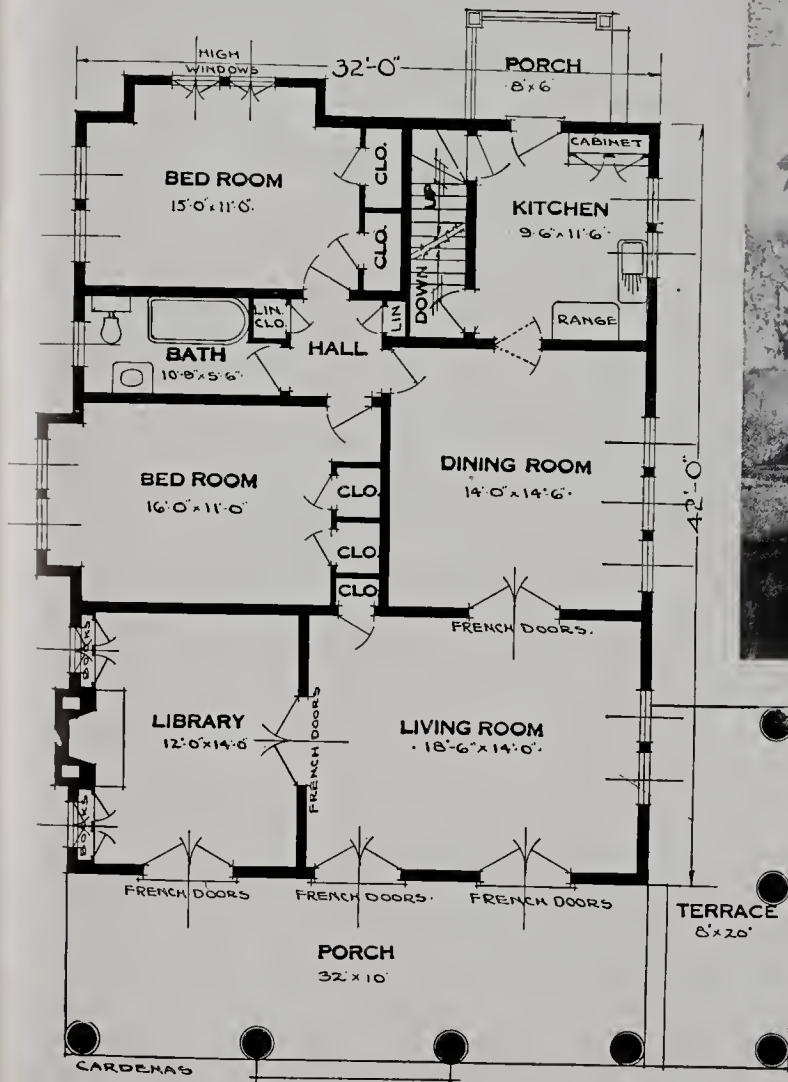 HIGH
WINDOWS
32'-0"
PORCH
8'x6'
CABINET
BED ROOM
15'-0"x11'-0"
CLO.
CLO.
UP
DOWN
KITCHEN
9'-6"x11'-6"
RANGE
LIN.
CLO.
LIN
BATH
10'-8"x5'-6"
HALL
BED ROOM
16'-0"x11'-0"
CLO.
CLO.
CLO.
DINING ROOM
14'-0"x14'-6"
42'-0"
FRENCH DOORS.
BOOKS
LIBRARY
12'-0"x14'-0"
FRENCH DOORS
LIVING ROOM
18'-6"x14'-0"
BOOKS
FRENCH DOORS
FRENCH DOORS.
FRENCH DOORS
TERRACE
8'x20'
PORCH
32'x10'
CARDENAS